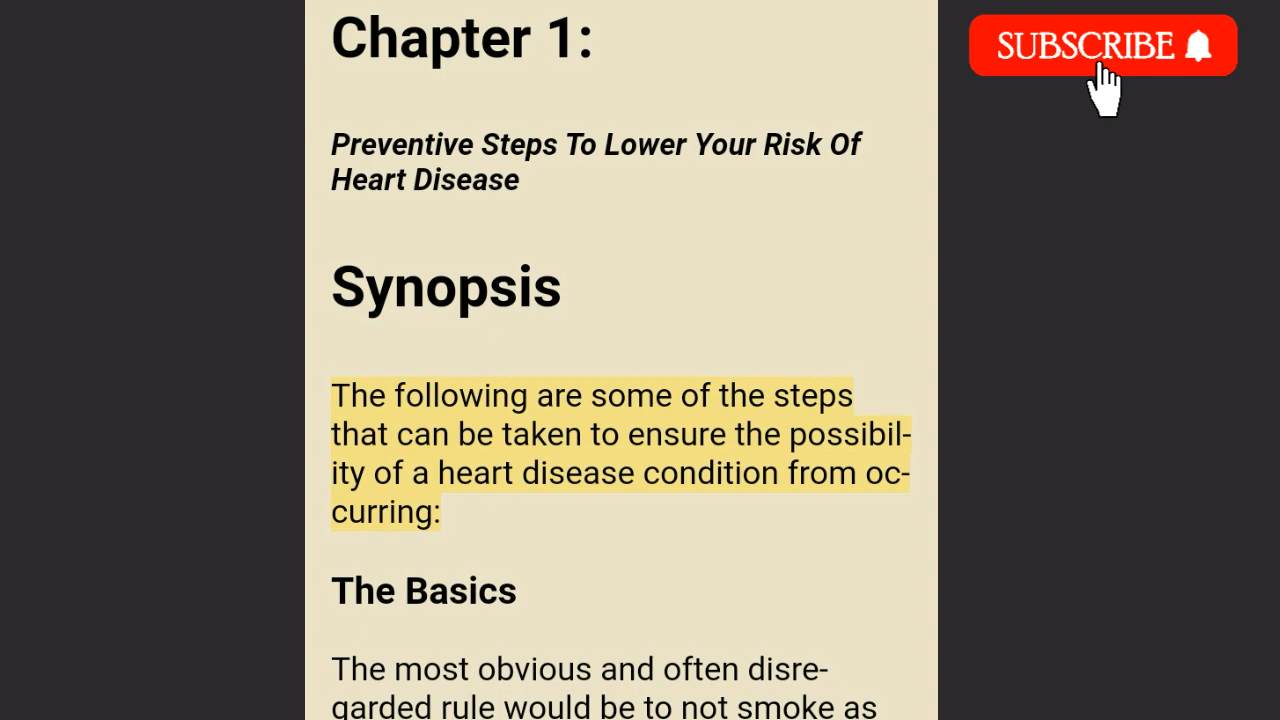 Chapter 1:
SUBSCRIBE
Preventive Steps To Lower Your Risk Of
Heart Disease
Synopsis
The following are some of the steps
that can be taken to ensure the possibil-
ity of a heart disease condition from oc-
curring:
The Basics
The most obvious and often disre-
garded rule would be to not smoke as